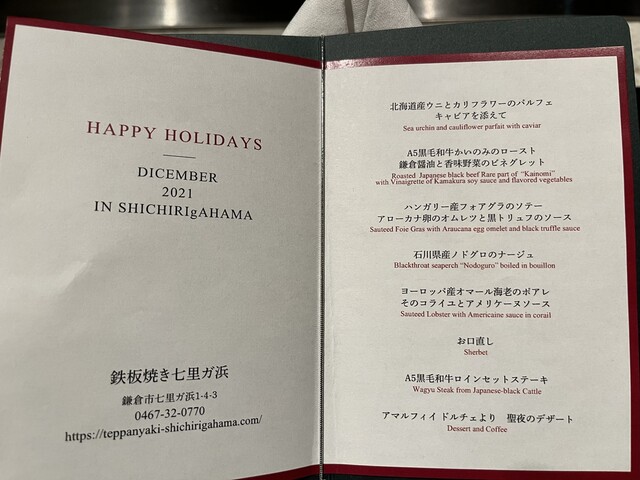 HAPPY HOLIDAYS
DICEMBER
2021
IN SHICHIRIgAHAMA
鉄板焼き七里ガ浜
鎌倉市七里ガ浜1-4-3
0467-32-0770
https://teppanyaki-shichirigahama.com/
北海道産ウニとカリフラワーのパルフェ
キャビアを添えて
Sea urchin and cauliflower parfait with caviar
A5黒毛和牛かいのみのロースト
鎌倉醤油と香味野菜のビネグレット
Roasted Japanese black beef Rare part of "Kainomi"
with Vinaigrette of Kamakura soy sauce and flavored vegetables
ハンガリー産フォアグラのソテー
アローカナ卵のオムレツと黒トリュフのソース
Sauteed Foie Gras with Araucana egg omelet and black truffle sauce
石川県産ノドグロのナージュ
Blackthroat seaperch "Nodoguro" boiled in bouillon
ヨーロッパ産オマール海老のポアレ
そのコライユとアメリケーヌソース
Sauteed Lobster with Americaine sauce in corail
お口直し
Sherbet
A5黒毛和牛ロインセットステーキ
Wagyu Steak from Japanese-black Cattle
アマルフィイ ドルチェより 聖夜のデザート
Dessert and Coffee